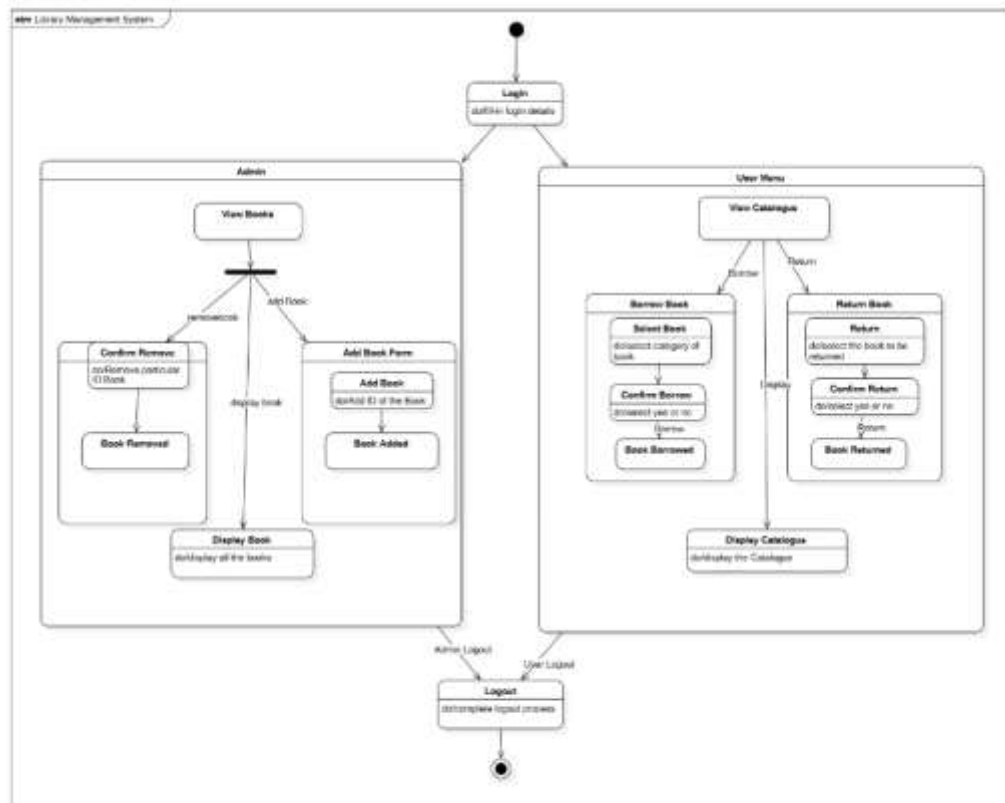 stm Library Management System
Login
do/fill-in login details
Admin
User Menu
View Books
View Catalogue
Borrow
Return
removebook
add Book
display book
Display
Confirm Remove
Remove particular
ID Book
Book Removed
Add Book Form
Add Book
do/Add ID of the Book
Book Added
Display Book
do/display all the books
Borrow Book
Select Book
do/select category of
book
Confirm Borrow
do/select yes or no
Borrow
Book Borrowed
Return Book
Return
do/select the book to be
returned
Confirm Return
do/select yes or no
Return
Book Returned
Display Catalogue
do/display the Catalogue
Admin Logout
User Logout
Logout
do/complete logout process